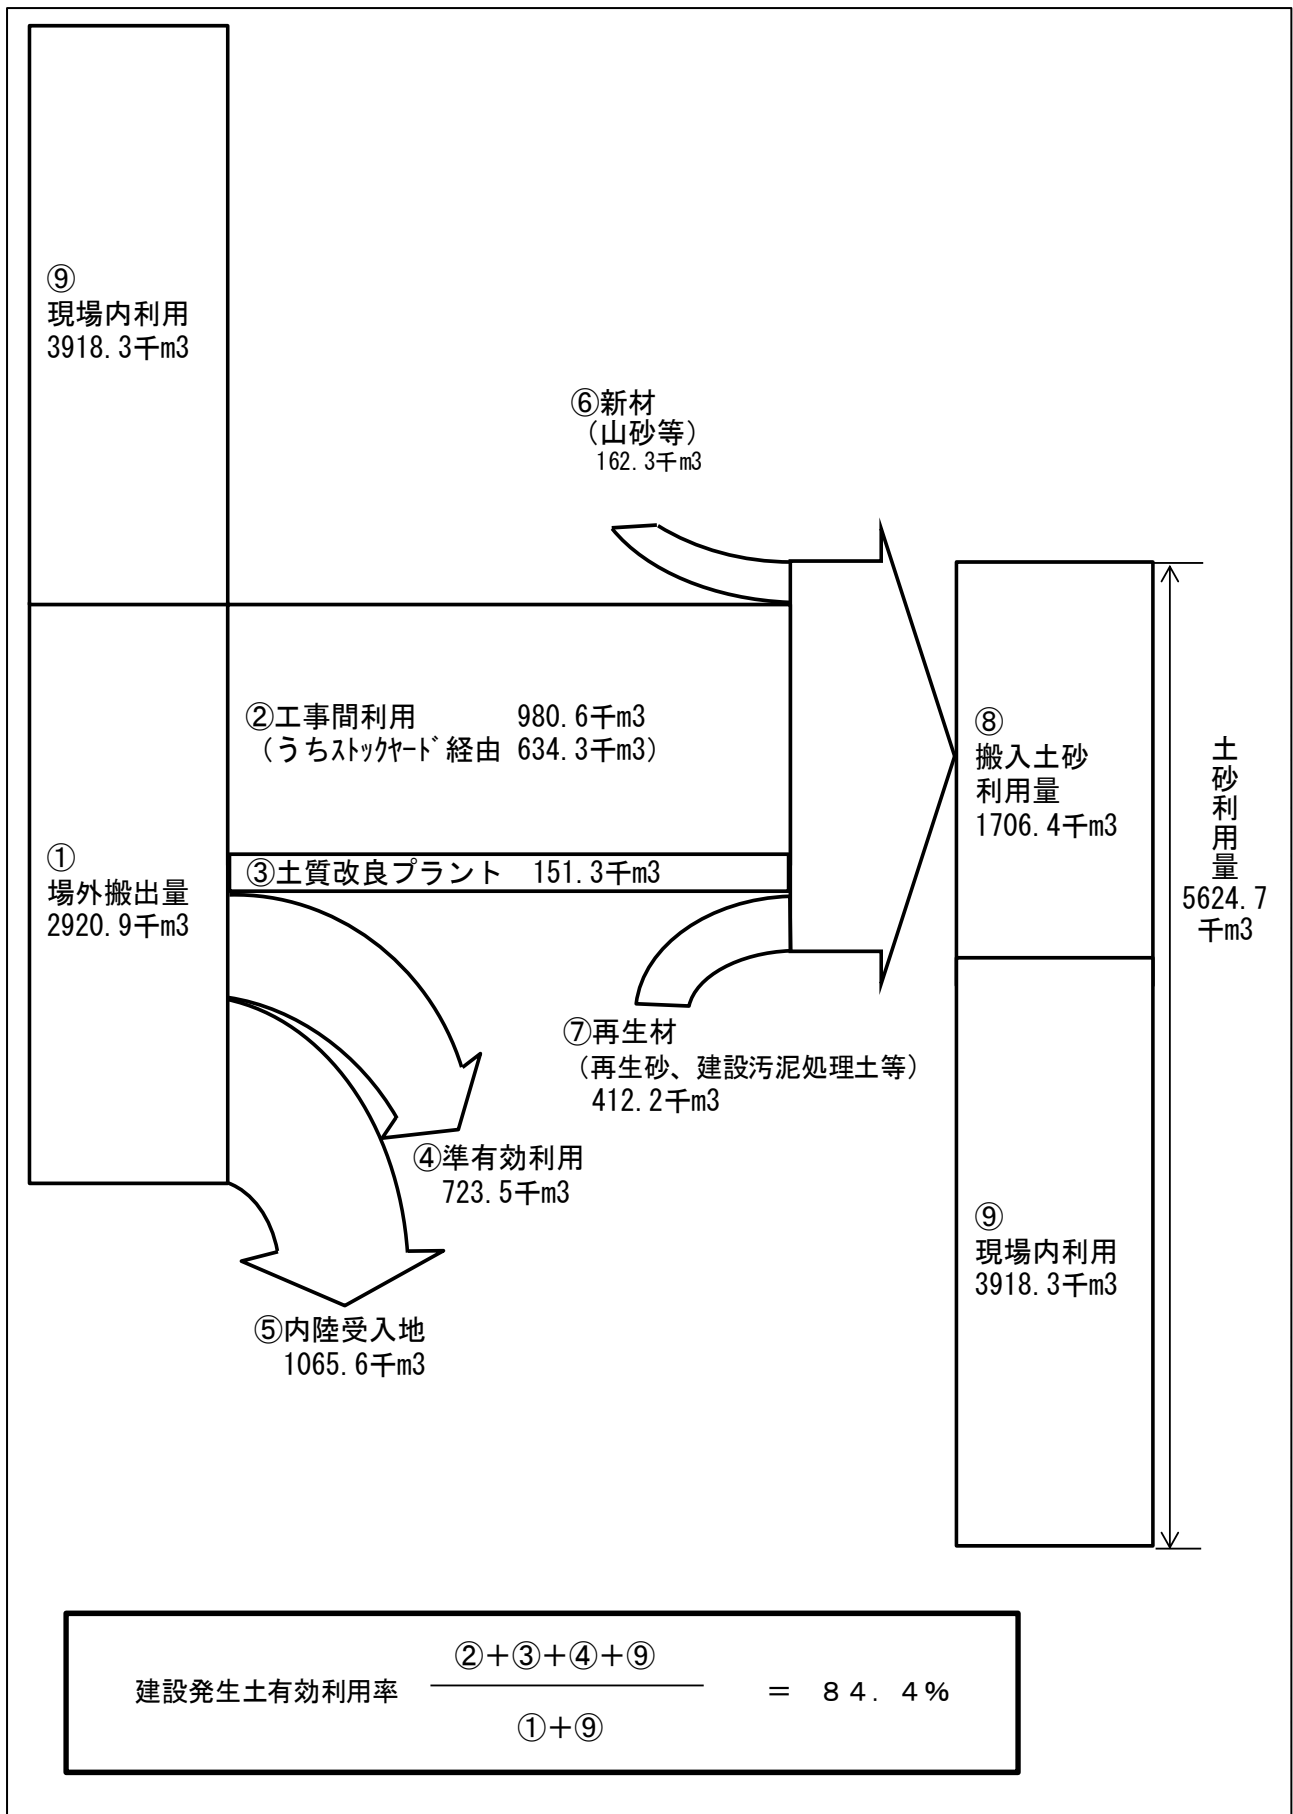 ⑨
現場内利用
3918.3千m3
⑥新材
（山砂等）
162.3千m3
②工事間利用 980.6千m3
（うちｽﾄｯｸﾔｰﾄﾞ経由 634.3千m3）
③土質改良プラント 151.3千m3
①
場外搬出量
2920.9千m3
⑧
搬入土砂
利用量
1706.4千m3
土砂利用量
5624.7
千m3
⑦再生材
（再生砂、建設汚泥処理土等）
412.2千m3
④準有効利用
723.5千m3
⑤内陸受入地
1065.6千m3
⑨
現場内利用
3918.3千m3
②＋③＋④＋⑨
建設発生土有効利用率 ＝ ８４．４％
①＋⑨